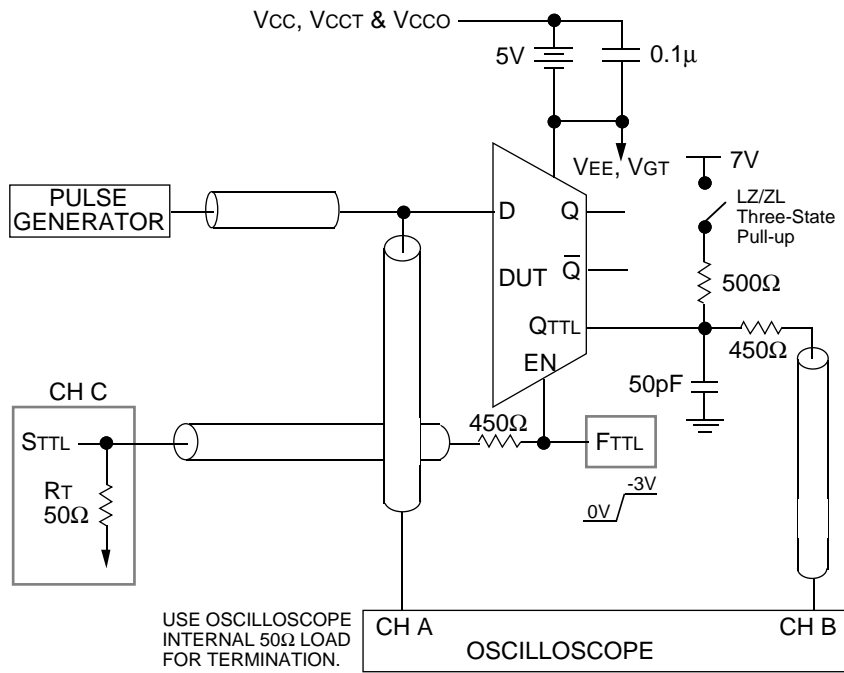 VCC, VCCT & VCCO
5V
0.1μ
VEE, VGT
7V
LZ/ZL
Three-State
Pull-up
PULSE
GENERATOR
D
Q
DUT
Q̅
500Ω
QTTL
EN
450Ω
50pF
CH C
450Ω
STTL
FTTL
RT
50Ω
-3V
0V
USE OSCILLOSCOPE
INTERNAL 50Ω LOAD
FOR TERMINATION.
CH A
CH B
OSCILLOSCOPE